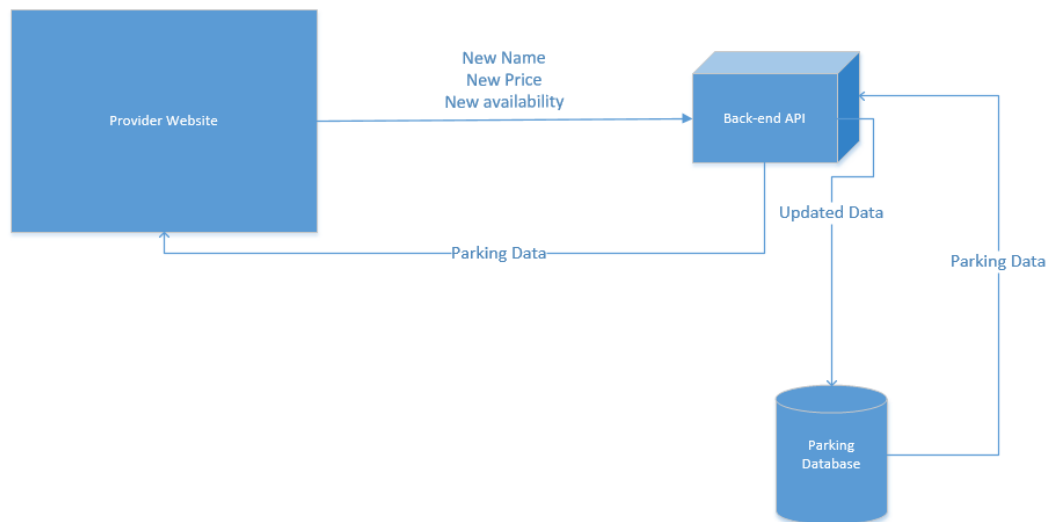 New Name
New Price
New availability
Provider Website
Back-end API
Updated Data
Parking Data
Parking Data
Parking
Database